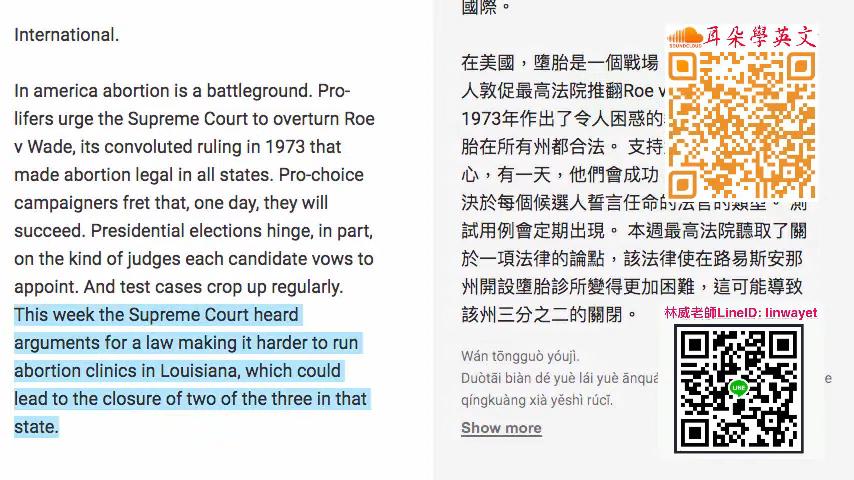 International.
In america abortion is a battleground. Pro-
lifers urge the Supreme Court to overturn Roe
v Wade, its convoluted ruling in 1973 that
made abortion legal in all states. Pro-choice
campaigners fret that, one day, they will
succeed. Presidential elections hinge, in part,
on the kind of judges each candidate vows to
appoint. And test cases crop up regularly.
This week the Supreme Court heard
arguments for a law making it harder to run
abortion clinics in Louisiana, which could
lead to the closure of two of the three in that
state.
國際。
在美國，墮胎是一個戰場
人敦促最高法院推翻Roe v
1973年作出了令人困惑的
胎在所有州都合法。 支持
心，有一天，他們會成功
決於每個候選人誓言任命的法官的類型。 測
試用例會定期出現。 本週最高法院聽取了關
於一項法律的論點，該法律使在路易斯安那
州開設墮胎診所變得更加困難，這可能導致
該州三分之二的關閉。
Wán tōngguò yóujì.
Duòtāi biàn dé yuè lái yuè ānquá
qíngkuàng xià yěshì rúcǐ.
Show more
SOUNDCLOUD
耳朵學英文
林威老師LineID: linwayet
LINE